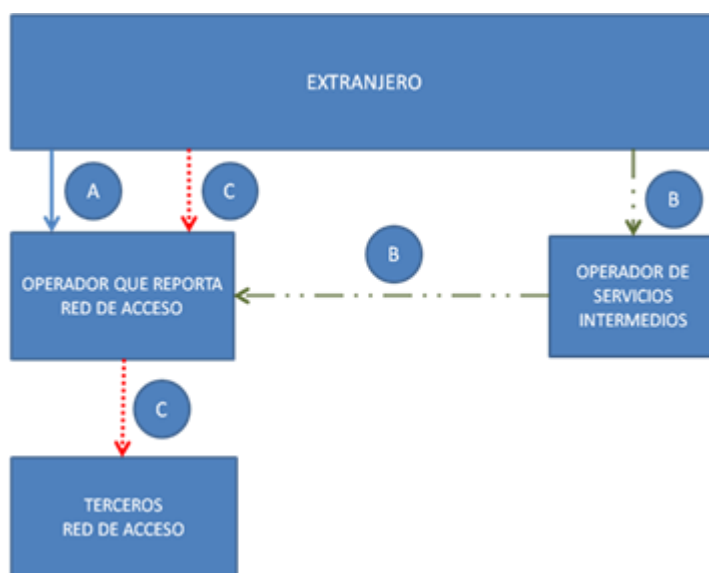 EXTRANJERO
A
C
B
B
OPERADOR QUE REPORTA
RED DE ACCESO
OPERADOR DE
SERVICIOS
INTERMEDIOS
C
TERCEROS
RED DE ACCESO